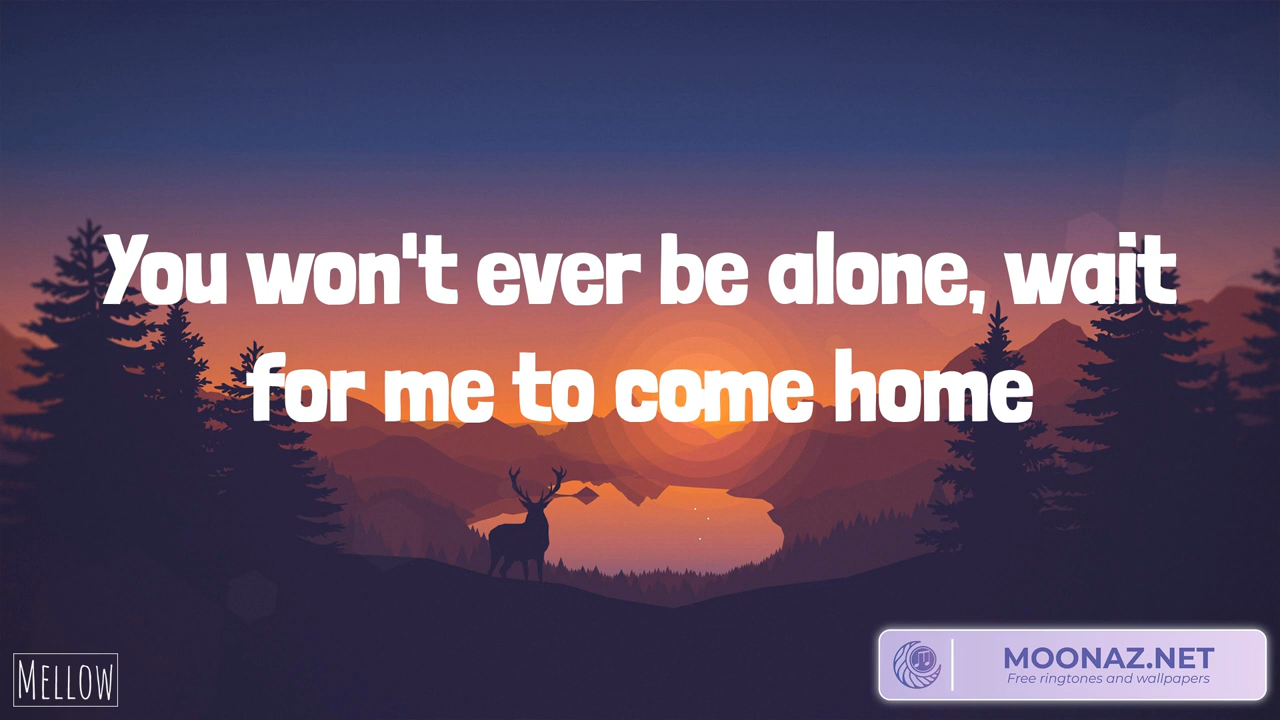 You won't ever be alone, wait
for me to come home
MELLOW
MOONAZ.NET
Free ringtones and wallpapers